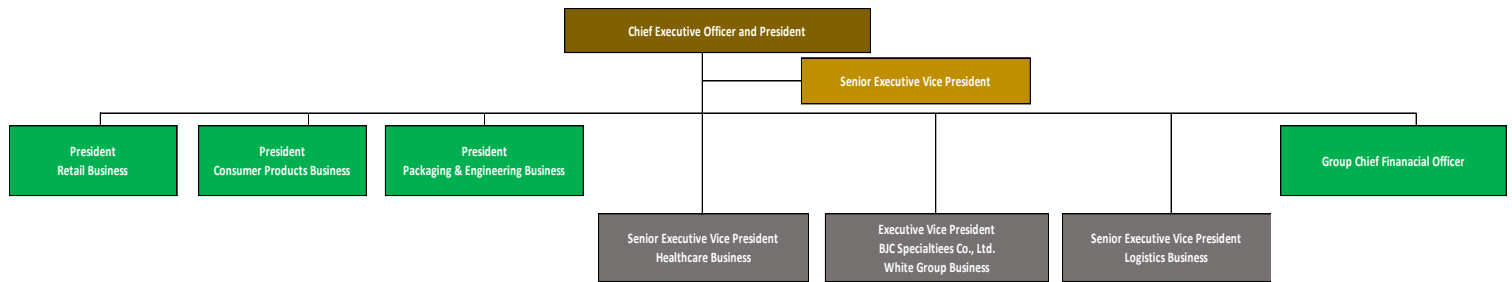 Chief Executive Officer and President
Senior Executive Vice President
President
Retail Business
President
Consumer Products Business
President
Packaging & Engineering Business
Group Chief Finanacial Officer
Senior Executive Vice President
Healthcare Business
Executive Vice President
BJC Specialtiees Co., Ltd.
White Group Business
Senior Executive Vice President
Logistics Business